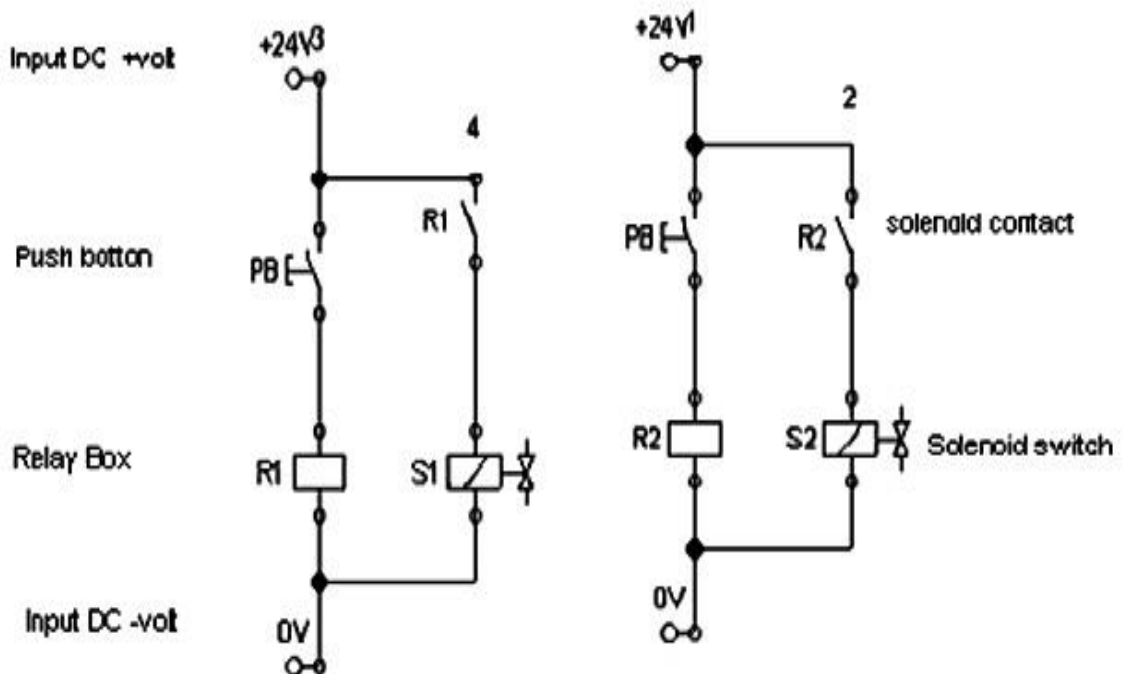 +24V3
+24V1
Input DC +volt
4
2
R1
Push botton
PB
PB
R2
solenoid contact
Relay Box
R1
S1
R2
S2
Solenoid switch
Input DC -volt
0V
0V